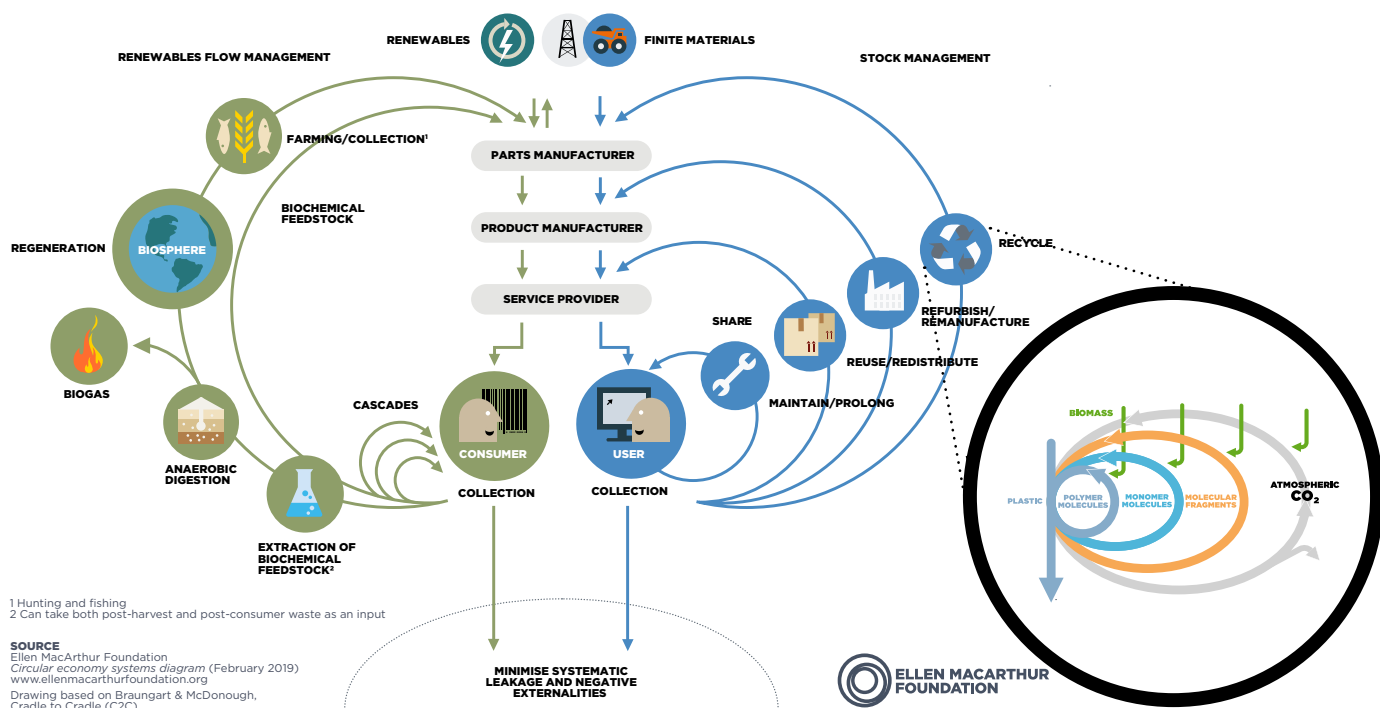 RENEWABLES
FINITE MATERIALS
RENEWABLES FLOW MANAGEMENT
STOCK MANAGEMENT
FARMING/COLLECTION¹
PARTS MANUFACTURER
BIOCHEMICAL
FEEDSTOCK
PRODUCT MANUFACTURER
REGENERATION
BIOSPHERE
RECYCLE
SERVICE PROVIDER
REFURBISH/
REMANUFACTURE
SHARE
REUSE/REDISTRIBUTE
BIOGAS
MAINTAIN/PROLONG
CASCADES
CONSUMER
USER
ANAEROBIC
DIGESTION
COLLECTION
COLLECTION
EXTRACTION OF
BIOCHEMICAL
FEEDSTOCK²
BIOMASS
PLASTIC
POLYMER
MOLECULES
MONOMER
MOLECULES
MOLECULAR
FRAGMENTS
ATMOSPHERIC
CO₂
1 Hunting and fishing
2 Can take both post-harvest and post-consumer waste as an input
SOURCE
Ellen MacArthur Foundation
Circular economy systems diagram (February 2019)
www.ellenmacarthurfoundation.org
Drawing based on Braungart & McDonough,
Cradle to Cradle (C2C)
MINIMISE SYSTEMATIC
LEAKAGE AND NEGATIVE
EXTERNALITIES
ELLEN MACARTHUR
FOUNDATION